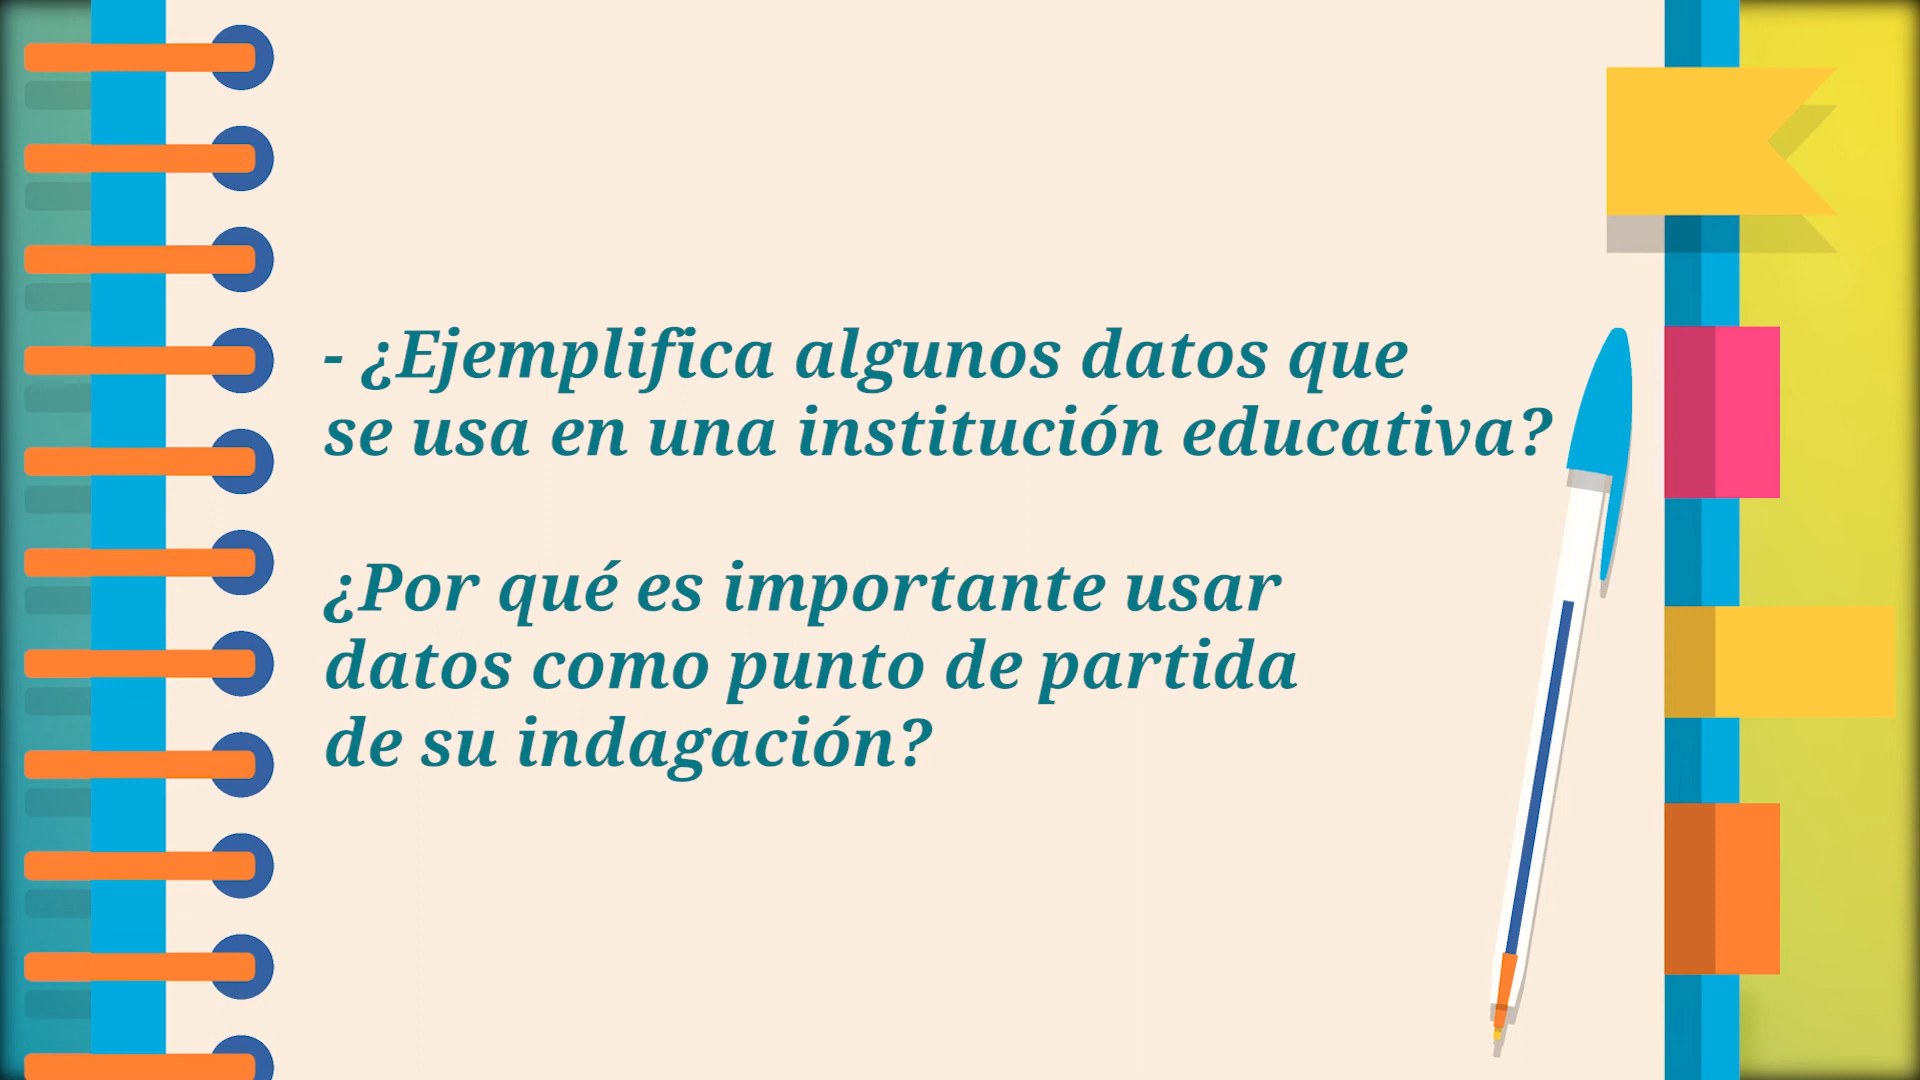 - ¿Ejemplifica algunos datos que
se usa en una institución educativa?
¿Por qué es importante usar
datos como punto de partida
de su indagación?